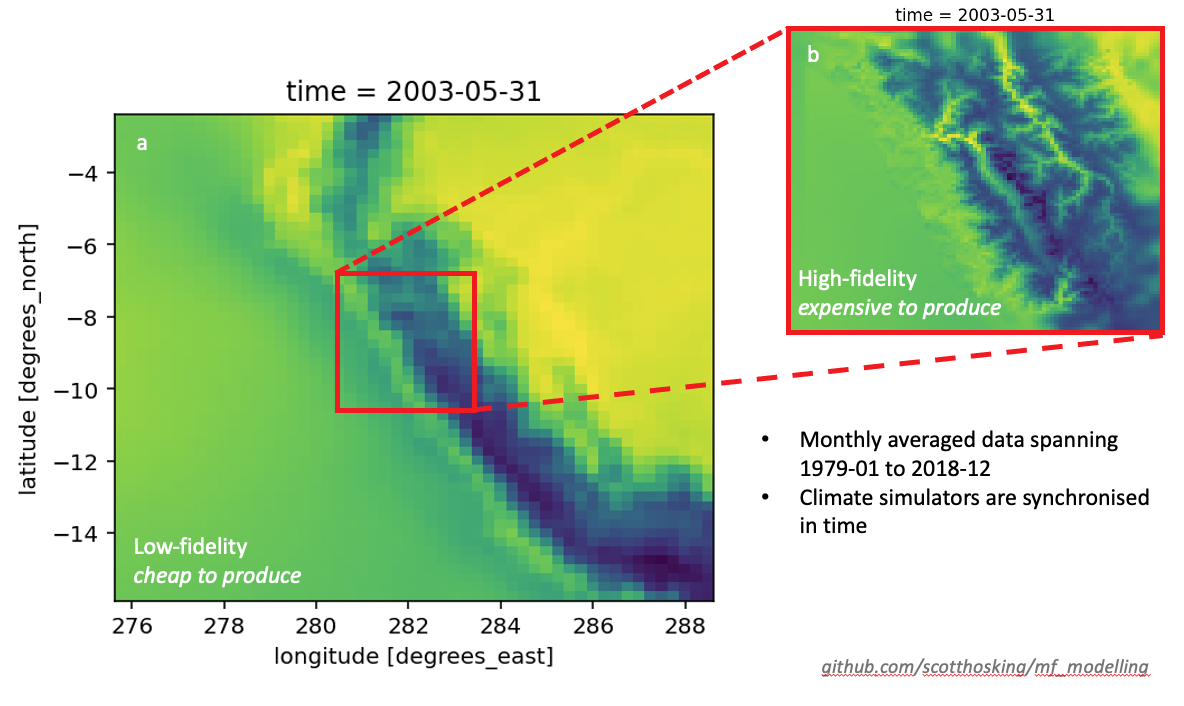 time = 2003-05-31
b
High-fidelity
expensive to produce
time = 2003-05-31
a
−4
−6
−8
−10
−12
−14
latitude [degrees_north]
Low-fidelity
cheap to produce
276 278 280 282 284 286 288
longitude [degrees_east]
• Monthly averaged data spanning
1979-01 to 2018-12
• Climate simulators are synchronised
in time
github.com/scotthosking/mf_modelling